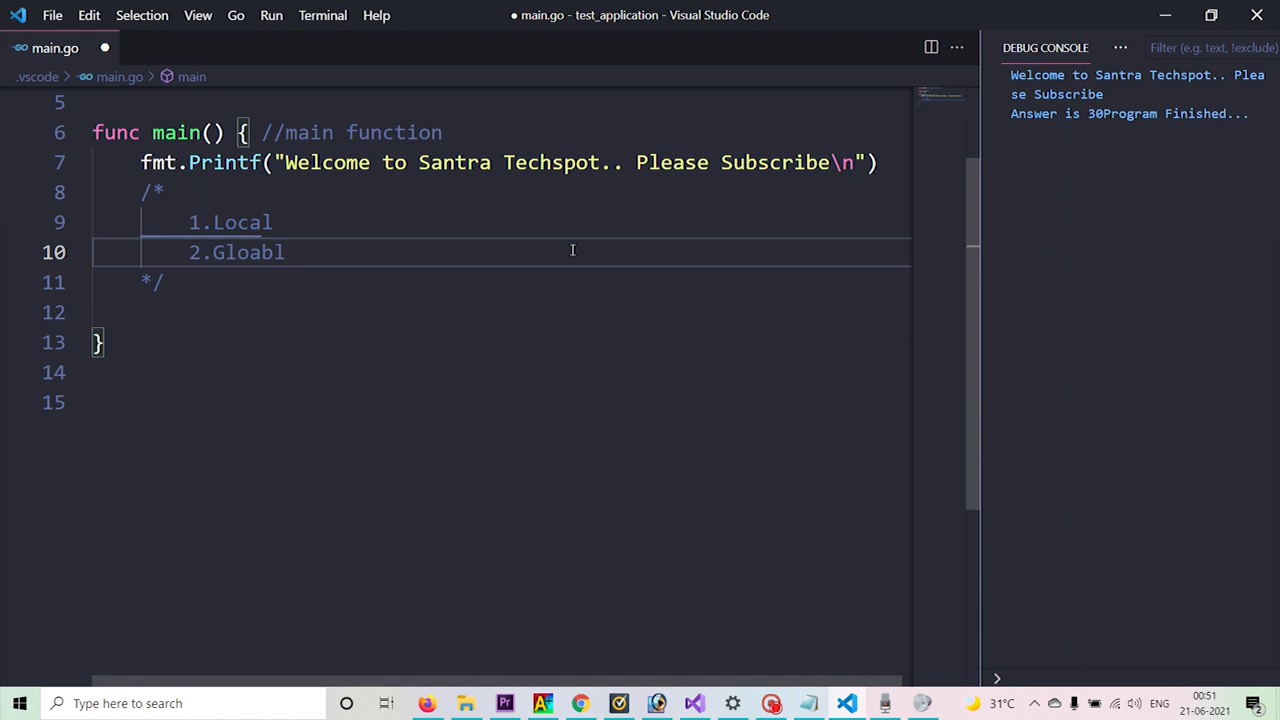 File Edit Selection View Go Run Terminal Help
● main.go - test_application - Visual Studio Code
main.go
.vscode > main.go > main
5
6 func main() { //main function
7 fmt.Printf("Welcome to Santra Techspot.. Please Subscribe\n")
8 /*
9 1.Local
10 2.Gloabl
11 */
12
13 }
14
15
DEBUG CONSOLE ··· Filter (e.g. text, !exclude)
Welcome to Santra Techspot.. Plea
se Subscribe
Answer is 30Program Finished...
>
Type here to search
31°C
ENG
00:51
21-06-2021
2